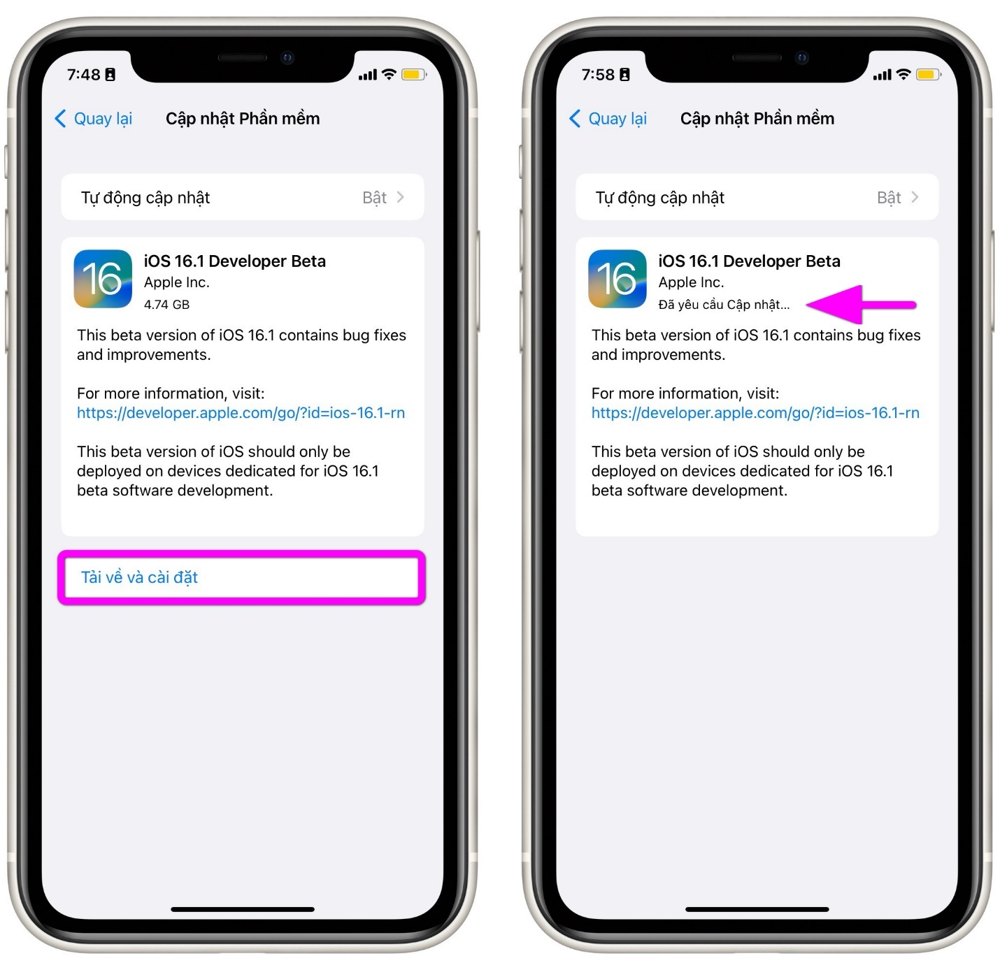 7:48
Quay lại
Cập nhật Phần mềm
Tự động cập nhật
Bật
16
iOS 16.1 Developer Beta
Apple Inc.
4.74 GB
This beta version of iOS 16.1 contains bug fixes
and improvements.
For more information, visit:
https://developer.apple.com/go/?id=ios-16.1-rn
This beta version of iOS should only be
deployed on devices dedicated for iOS 16.1
beta software development.
Tải về và cài đặt
7:58
Quay lại
Cập nhật Phần mềm
Tự động cập nhật
Bật
16
iOS 16.1 Developer Beta
Apple Inc.
Đã yêu cầu Cập nhật...
This beta version of iOS 16.1 contains bug fixes
and improvements.
For more information, visit:
https://developer.apple.com/go/?id=ios-16.1-rn
This beta version of iOS should only be
deployed on devices dedicated for iOS 16.1
beta software development.